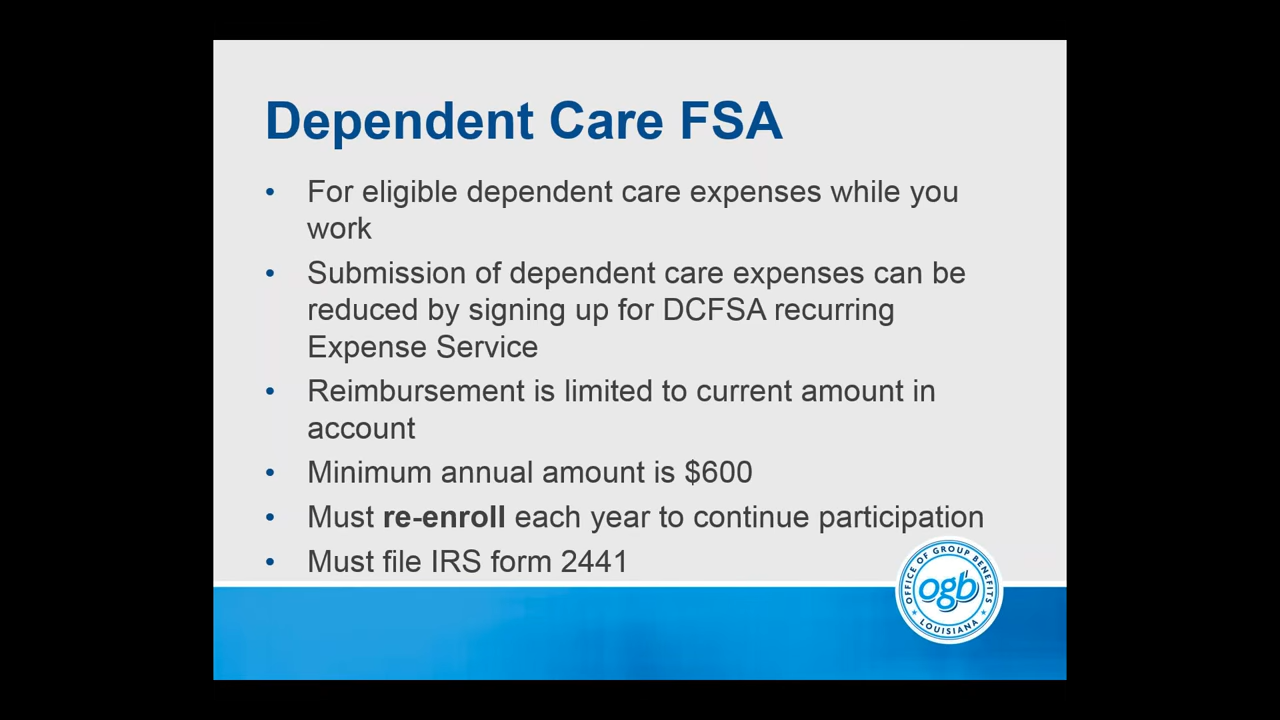 Dependent Care FSA
• For eligible dependent care expenses while you
work
• Submission of dependent care expenses can be
reduced by signing up for DCFSA recurring
Expense Service
• Reimbursement is limited to current amount in
account
• Minimum annual amount is $600
• Must re-enroll each year to continue participation
• Must file IRS form 2441
OFFICE OF GROUP BENEFITS
ogb
LOUISIANA